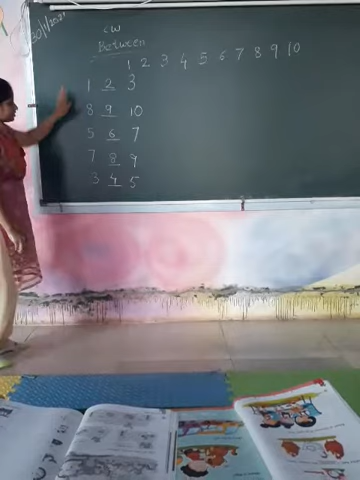 30/1/2021
CW
Between
1 2 3 4 5 6 7 8 9 10
1 2 3
8 9 10
5 6 7
7 8 9
3 4 5